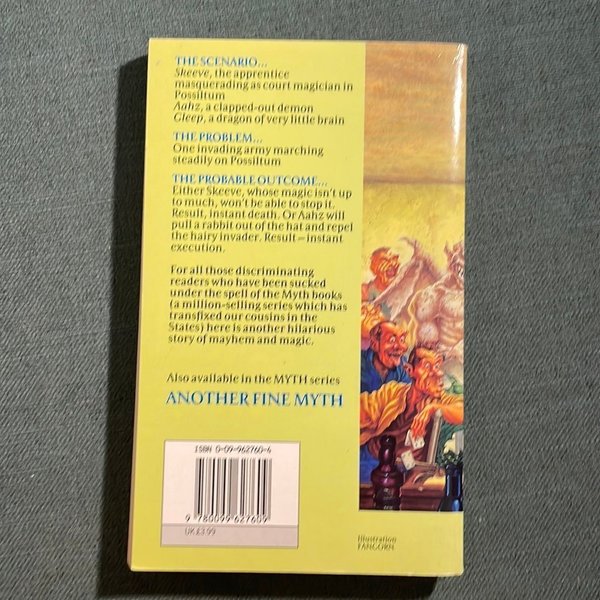 THE SCENARIO...
Skeeve, the apprentice
masquerading as court magician in
Possiltum
Aahz, a clapped-out demon
Gleep, a dragon of very little brain
THE PROBLEM...
One invading army marching
steadily on Possiltum
THE PROBABLE OUTCOME...
Either Skeeve, whose magic isn't up
to much, won't be able to stop it.
Result, instant death. Or Aahz will
pull a rabbit out of the hat and repel
the hairy invader. Result – instant
execution.
For all those discriminating
readers who have been sucked
under the spell of the Myth books
(a million-selling series which has
transfixed our cousins in the
States) here is another hilarious
story of mayhem and magic.
Also available in the MYTH series
ANOTHER FINE MYTH
ISBN 0-09-962760-6
9 780099 627609
UK £3.99
Illustration
FANGORN